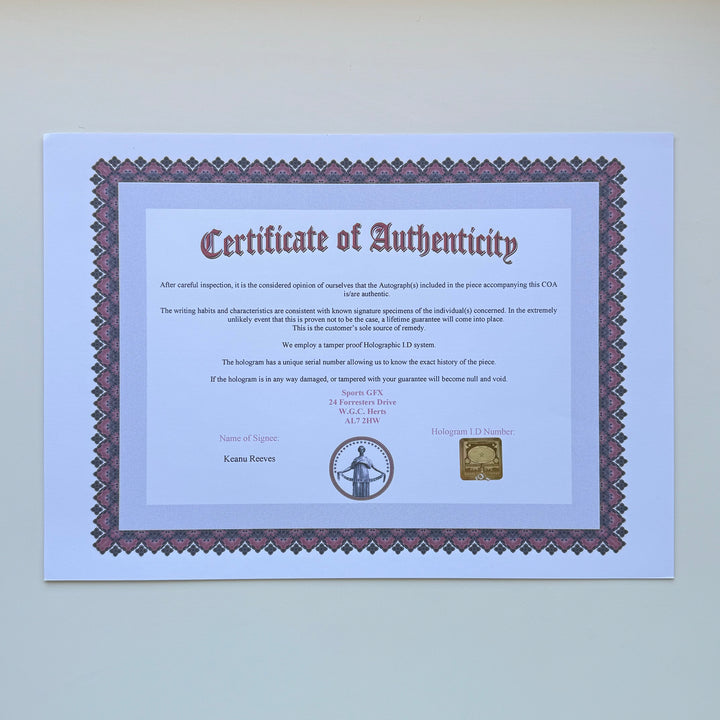 Certificate of Authenticity
After careful inspection, it is the considered opinion of ourselves that the Autograph(s) included in the piece accompanying this COA
is/are authentic.
The writing habits and characteristics are consistent with known signature specimens of the individual(s) concerned. In the extremely
unlikely event that this is proven not to be the case, a lifetime guarantee will come into place.
This is the customer's sole source of remedy.
We employ a tamper proof Holographic I.D system.
The hologram has a unique serial number allowing us to know the exact history of the piece.
If the hologram is in any way damaged, or tampered with your guarantee will become null and void.
Sports GFX
24 Forresters Drive
W.G.C. Herts
AL7 2HW
Name of Signee:
Hologram I.D Number:
Keanu Reeves